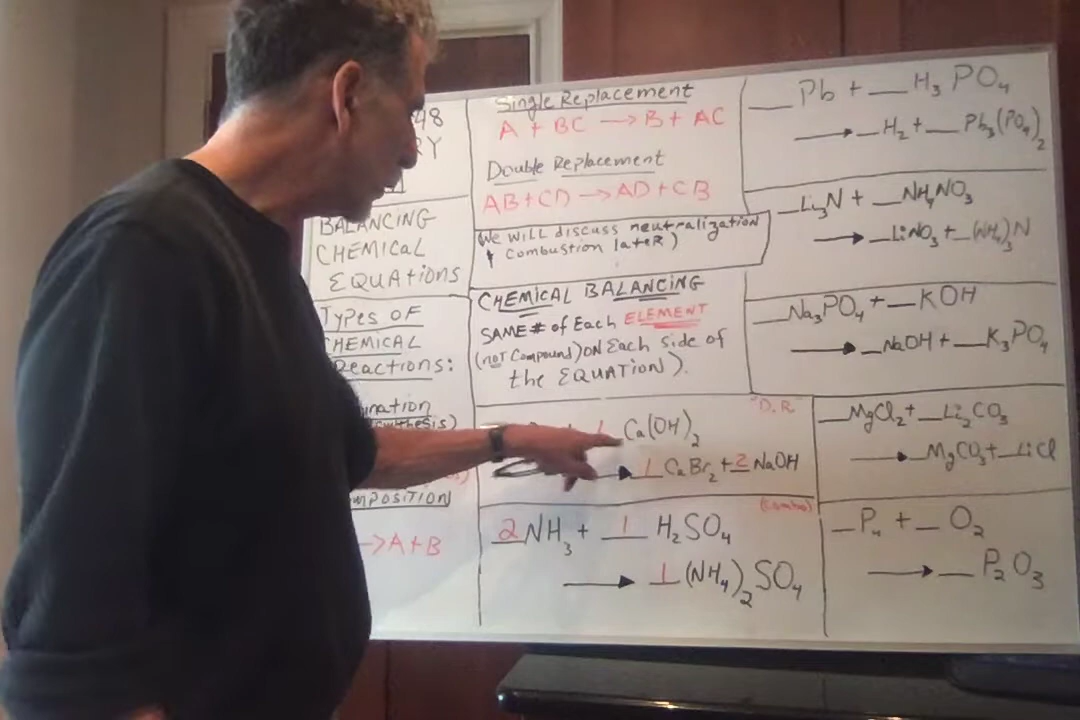 48
RY
BALANCING
CHEMICAL
EQUATIONS
TYPES OF
CHEMICAL
Reactions:
ination
OMPOSITION
→A+B
Single Replacement
A + BC → B + AC
Double Replacement
AB+CD → AD+CB
We WILL discuss neutralization
& Combustion lateR)
CHEMICAL BALANCING
SAME # of Each ELEMENT
(not Compound) ON Each side of
the EQUATION).
"D.R."
1 Ca(OH)₂
→ 1 CaBr₂ + 2 NaOH
(Combo)
2 NH₃ + 1 H₂SO₄
→ 1 (NH₄)₂SO₄
__ Pb + __ H₃PO₄
→ __ H₂ + __ Pb₃(PO₄)₂
__ Li₃N + __ NH₄NO₃
→ __ LiNO₃ + __ (NH₄)₃N
__ Na₃PO₄ + __ KOH
→ __ NaOH + __ K₃PO₄
__ MgCl₂ + __ Li₂CO₃
→ __ MgCO₃ + __ LiCl
__ P₄ + __ O₂
→ __ P₂O₃